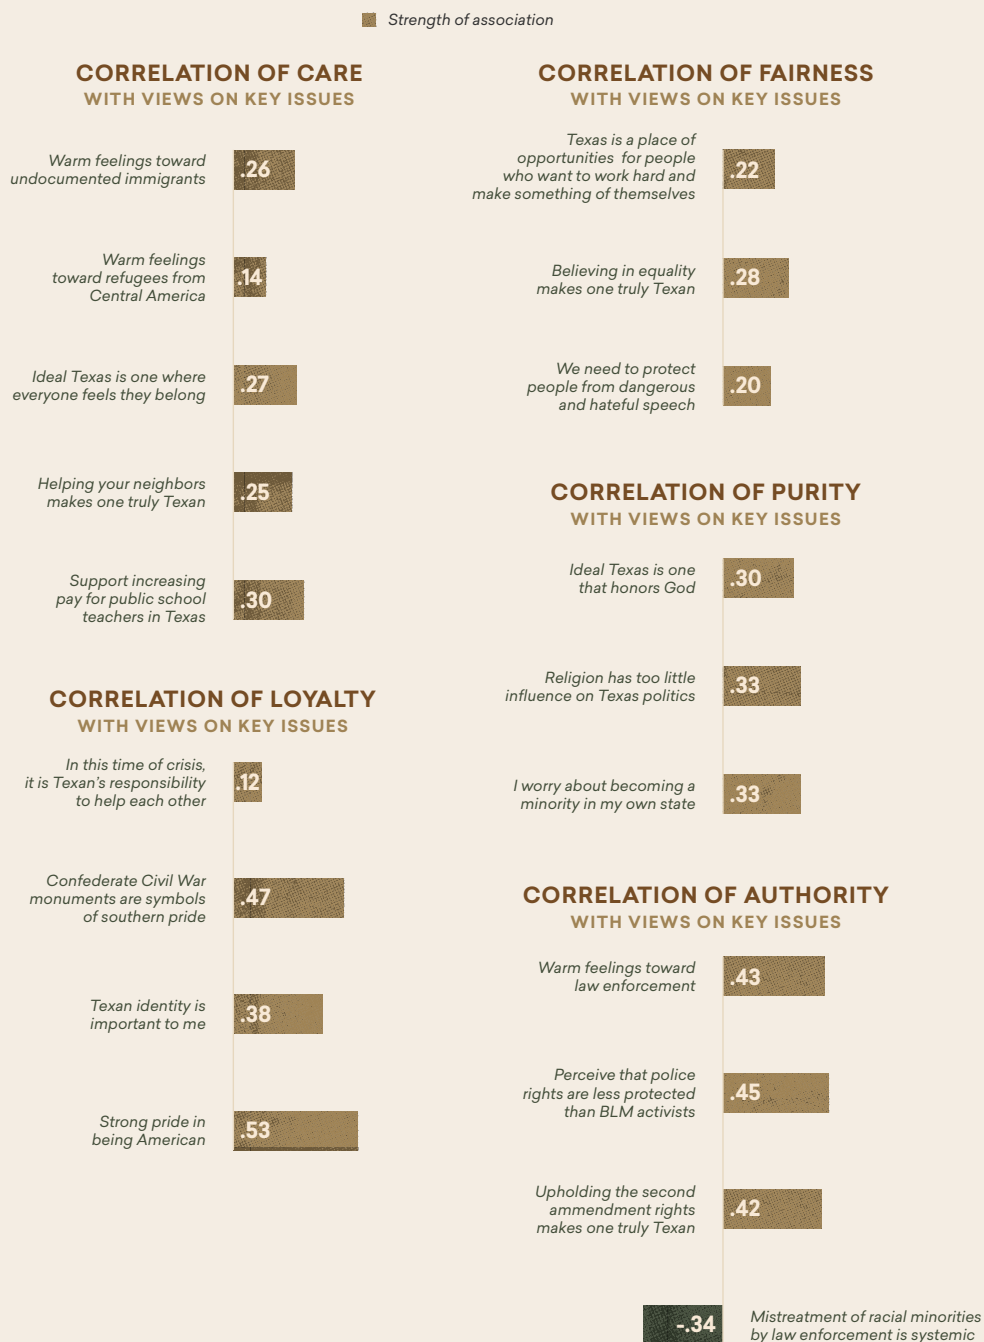 Strength of association
CORRELATION OF CARE
WITH VIEWS ON KEY ISSUES
Warm feelings toward
undocumented immigrants
.26
Warm feelings
toward refugees from
Central America
.14
Ideal Texas is one where
everyone feels they belong
.27
Helping your neighbors
makes one truly Texan
.25
Support increasing
pay for public school
teachers in Texas
.30
CORRELATION OF LOYALTY
WITH VIEWS ON KEY ISSUES
In this time of crisis,
it is Texan's responsibility
to help each other
.12
Confederate Civil War
monuments are symbols
of southern pride
.47
Texan identity is
important to me
.38
Strong pride in
being American
.53
CORRELATION OF FAIRNESS
WITH VIEWS ON KEY ISSUES
Texas is a place of
opportunities for people
who want to work hard and
make something of themselves
.22
Believing in equality
makes one truly Texan
.28
We need to protect
people from dangerous
and hateful speech
.20
CORRELATION OF PURITY
WITH VIEWS ON KEY ISSUES
Ideal Texas is one
that honors God
.30
Religion has too little
influence on Texas politics
.33
I worry about becoming a
minority in my own state
.33
CORRELATION OF AUTHORITY
WITH VIEWS ON KEY ISSUES
Warm feelings toward
law enforcement
.43
Perceive that police
rights are less protected
than BLM activists
.45
Upholding the second
ammendment rights
makes one truly Texan
.42
-.34
Mistreatment of racial minorities
by law enforcement is systemic